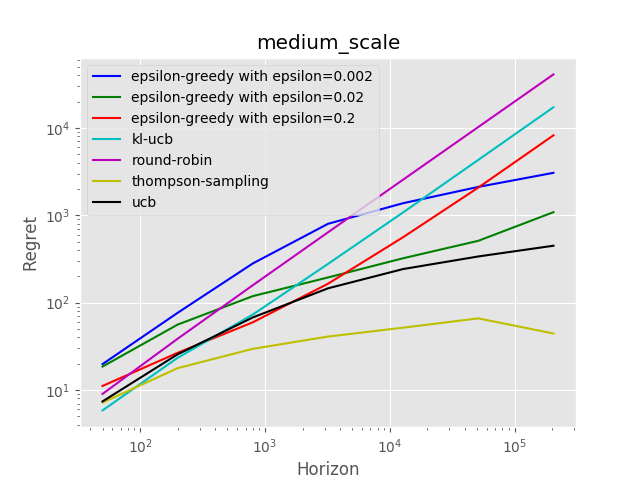 medium_scale
epsilon-greedy with epsilon=0.002
epsilon-greedy with epsilon=0.02
epsilon-greedy with epsilon=0.2
kl-ucb
round-robin
thompson-sampling
ucb
Regret
10⁴
10³
10²
10¹
10² 10³ 10⁴ 10⁵
Horizon